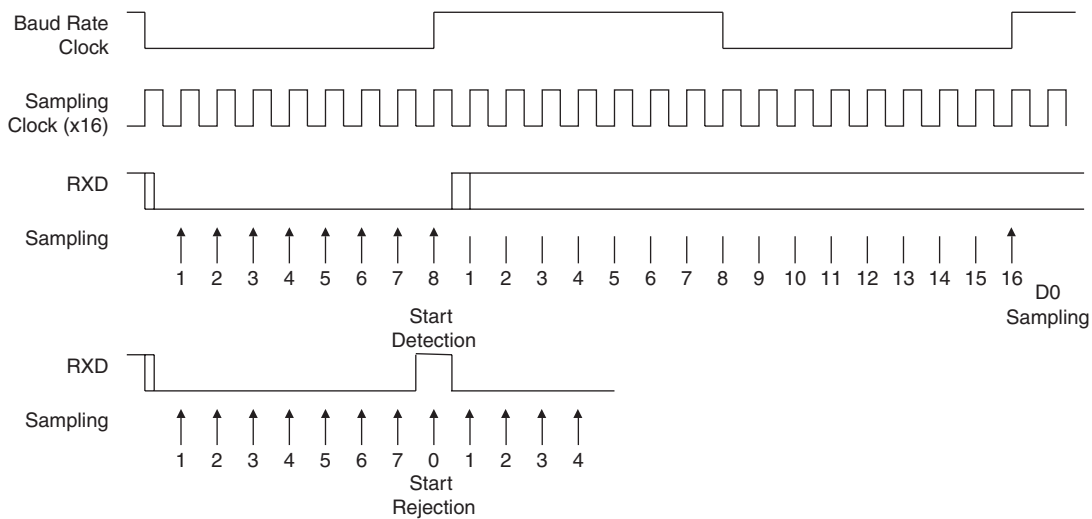 Baud Rate
Clock
Sampling
Clock (x16)
RXD
Sampling
1 2 3 4 5 6 7 8 1 2 3 4 5 6 7 8 9 10 11 12 13 14 15 16
D0
Sampling
Start
Detection
RXD
Sampling
1 2 3 4 5 6 7 0 1 2 3 4
Start
Rejection